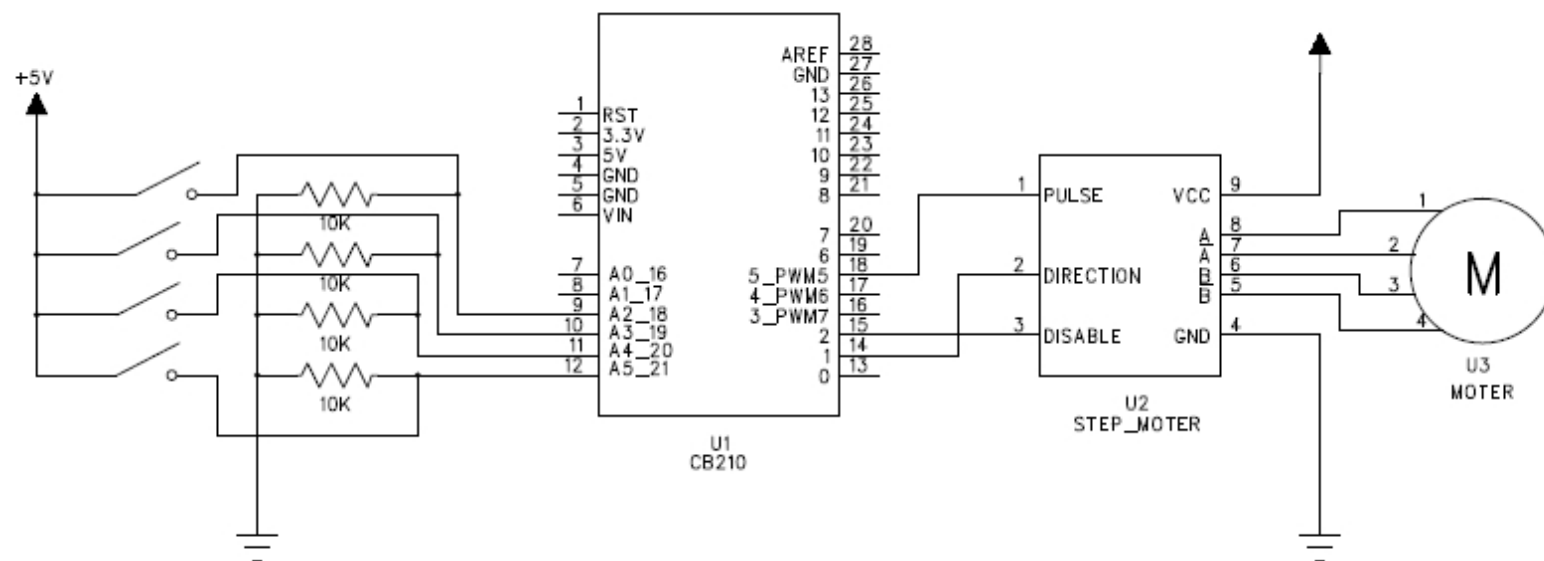 +5V
10K
10K
10K
10K
1 RST
2 3.3V
3 5V
4 GND
5 GND
6 VIN
7 A0_16
8 A1_17
9 A2_18
10 A3_19
11 A4_20
12 A5_21
AREF 28
GND 27
13 26
12 25
11 24
10 23
9 22
8 21
7 20
6 19
5_PWM5 18
4_PWM6 17
3_PWM7 16
2 15
1 14
0 13
U1
CB210
1 PULSE
2 DIRECTION
3 DISABLE
VCC 9
A 8
A 7
B 6
B 5
GND 4
U2
STEP_MOTER
1
2
3
4
M
U3
MOTER